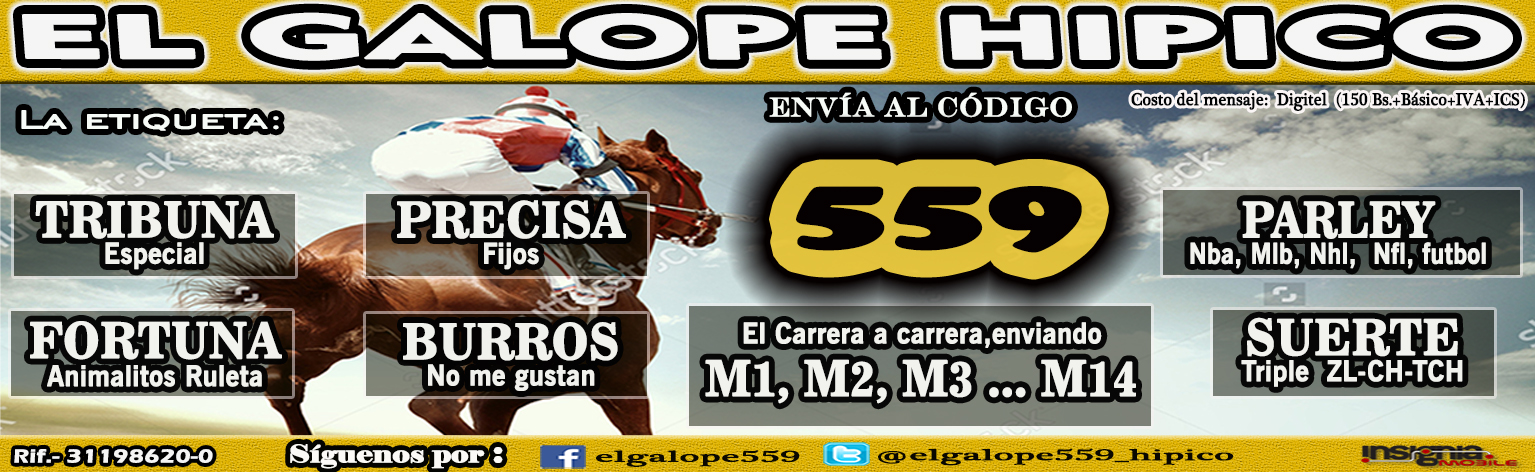 EL GALOPE HIPICO
LA ETIQUETA:
ENVÍA AL CÓDIGO
Costo del mensaje: Digitel (150 Bs.+Básico+IVA+ICS)
559
TRIBUNA
Especial
PRECISA
Fijos
PARLEY
Nba, Mlb, Nhl, Nfl, futbol
FORTUNA
Animalitos Ruleta
BURROS
No me gustan
El Carrera a carrera,enviando
M1, M2, M3 ... M14
SUERTE
Triple ZL-CH-TCH
Rif.- 31198620-0
Síguenos por :
f elgalope559
@elgalope559_hipico
insignia
MOBILE